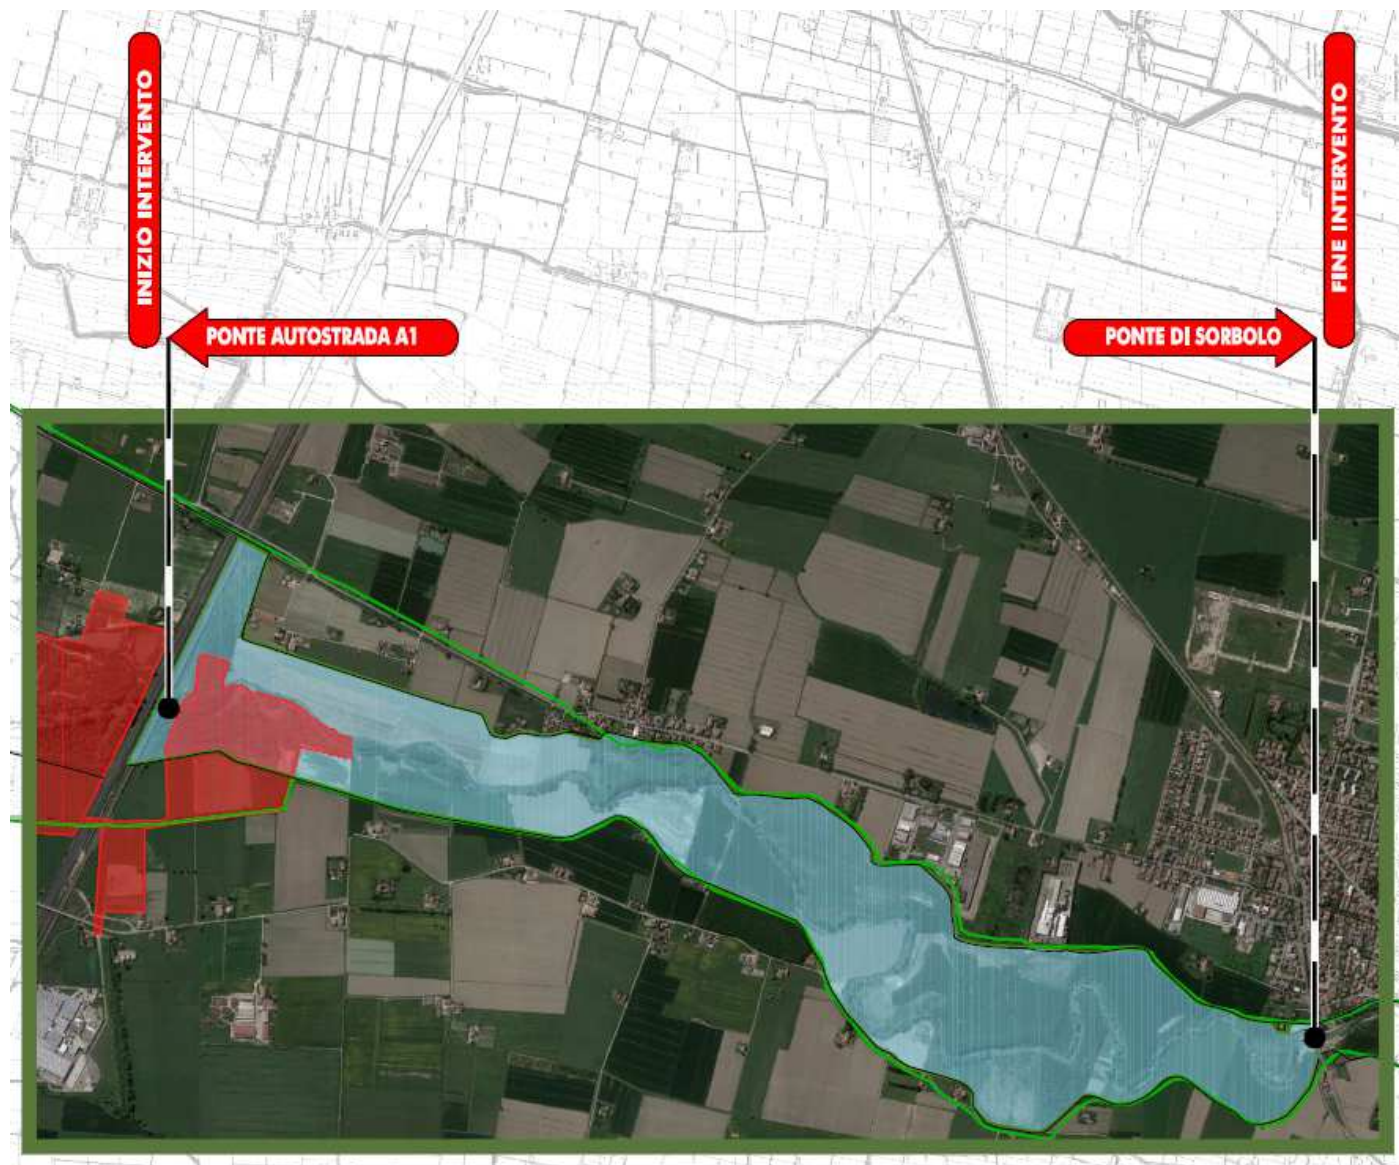 INIZIO INTERVENTO
FINE INTERVENTO
PONTE AUTOSTRADA A1
PONTE DI SORBOLO